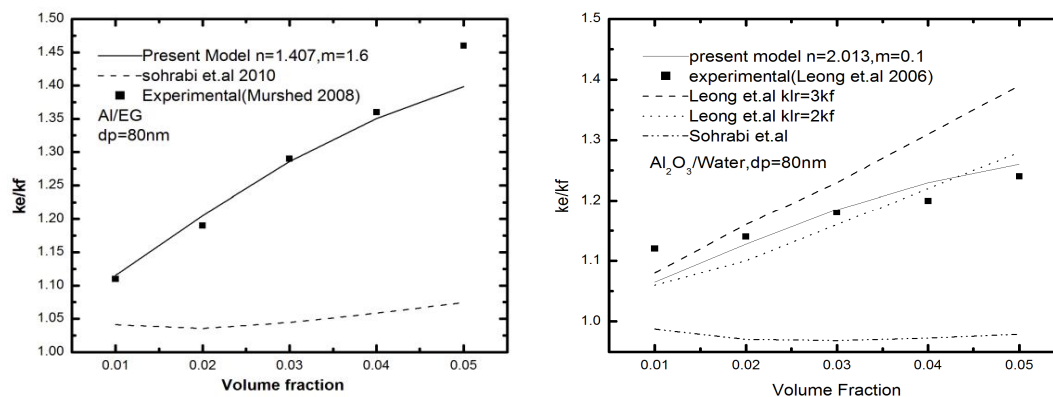 1.50
1.45
1.40
1.35
1.30
1.25
1.20
1.15
1.10
1.05
1.00
ke/kf
Present Model n=1.407,m=1.6
sohrabi et.al 2010
Experimental(Murshed 2008)
Al/EG
dp=80nm
0.01 0.02 0.03 0.04 0.05
Volume fraction
1.5
1.4
1.3
1.2
1.1
1.0
ke/kf
present model n=2.013,m=0.1
experimental(Leong et.al 2006)
Leong et.al klr=3kf
Leong et.al klr=2kf
Sohrabi et.al
Al₂O₃/Water,dp=80nm
0.01 0.02 0.03 0.04 0.05
Volume Fraction